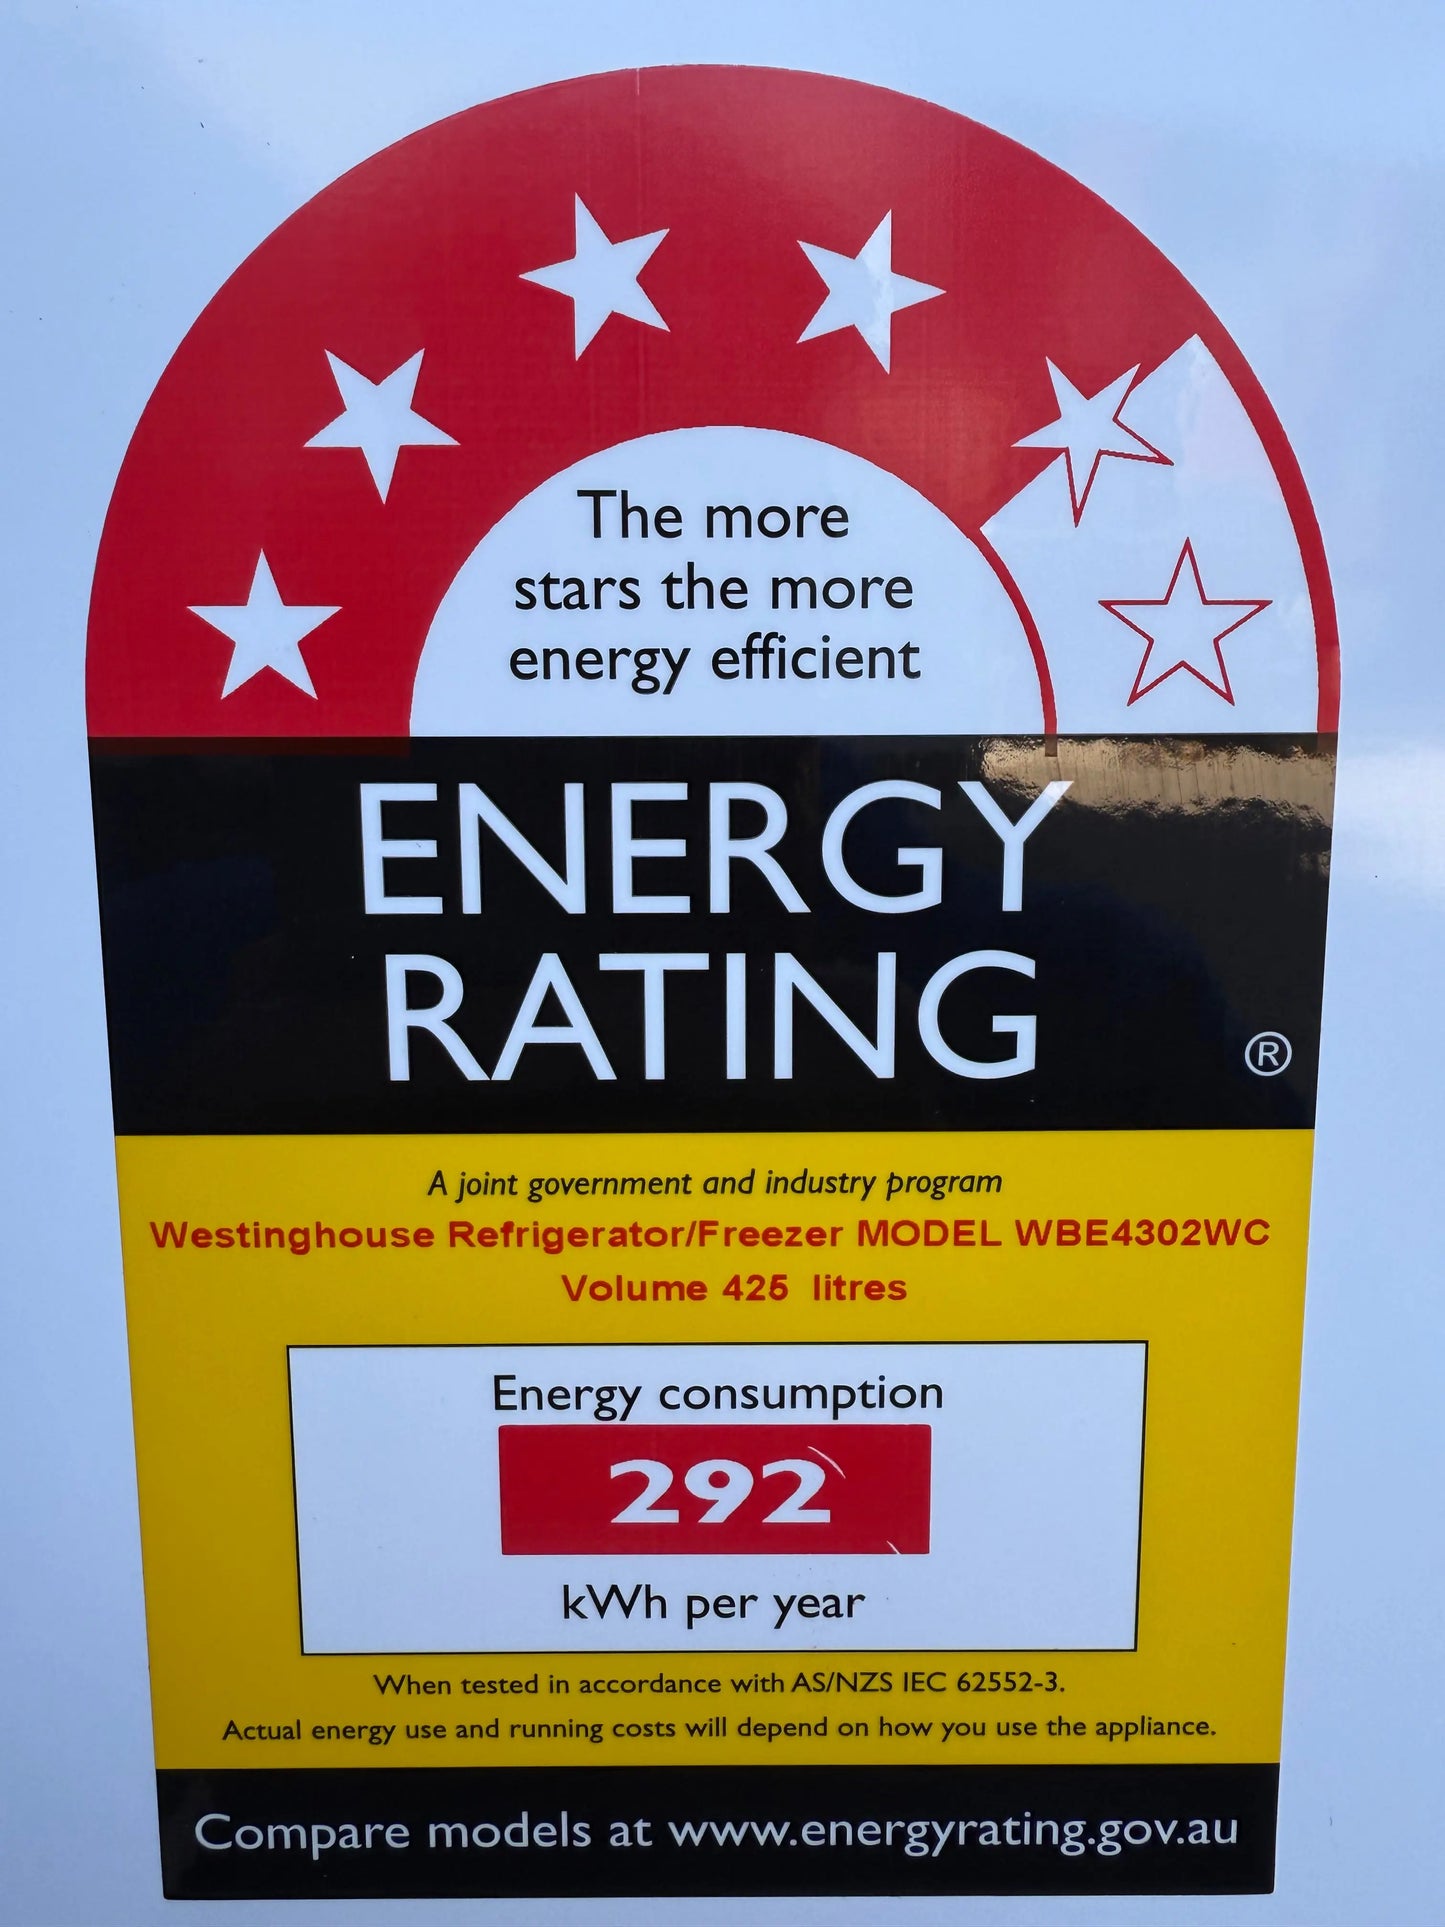 The more
stars the more
energy efficient
ENERGY
RATING
®
A joint government and industry program
Westinghouse Refrigerator/Freezer MODEL WBE4302WC
Volume 425 litres
Energy consumption
292
kWh per year
When tested in accordance with AS/NZS IEC 62552-3.
Actual energy use and running costs will depend on how you use the appliance.
Compare models at www.energyrating.gov.au